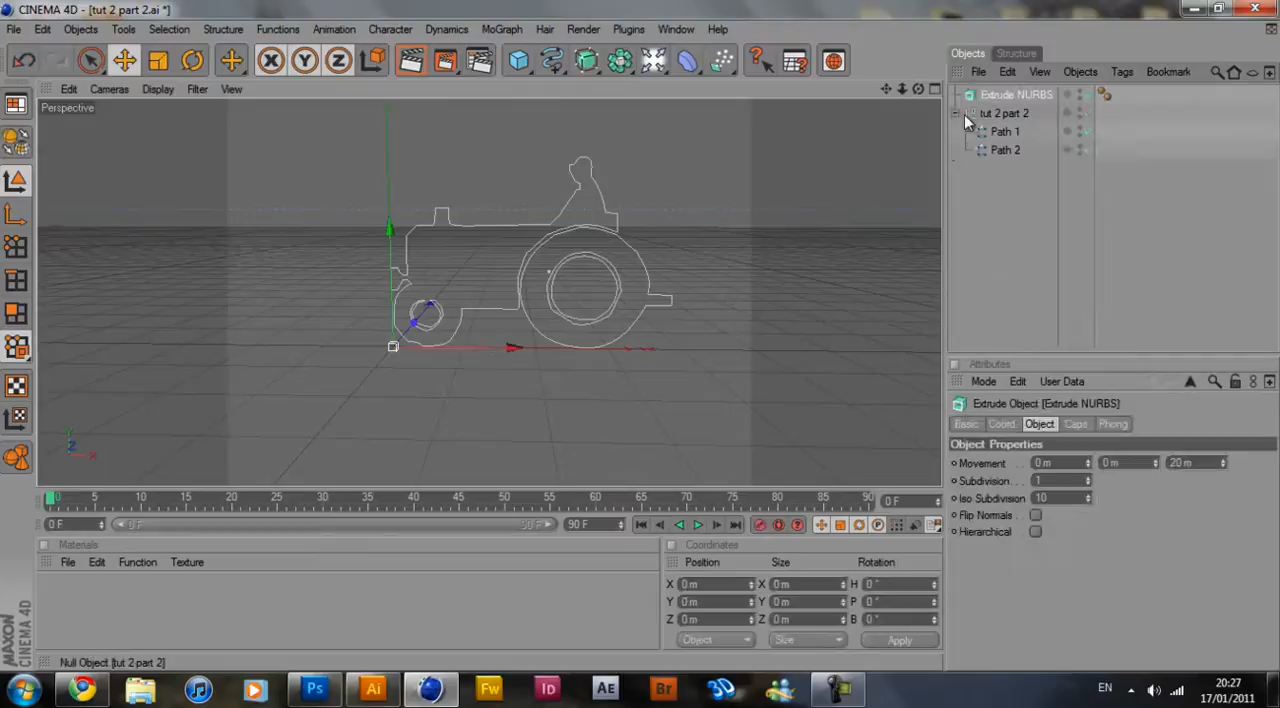 CINEMA 4D - [tut 2 part 2.ai *]
File Edit Objects Tools Selection Structure Functions Animation Character Dynamics MoGraph Hair Render Plugins Window Help
X Y Z
Objects Structure
File Edit View Objects Tags Bookmark
Edit Cameras Display Filter View
Perspective
Extrude NURBS
tut 2 part 2
Path 1
Path 2
Attributes
Mode Edit User Data
Extrude Object [Extrude NURBS]
Basic Coord. Object Caps Phong
Object Properties
Movement 0 m 0 m 20 m
Subdivision 1
Iso Subdivision 10
Flip Normals
Hierarchical
Y
Z X
0 5 10 15 20 25 30 35 40 45 50 55 60 65 70 75 80 85 90 0 F
0 F 0 F 90 F 90 F
Materials
File Edit Function Texture
Coordinates
Position Size Rotation
X 0 m X 0 m H 0 °
Y 0 m Y 0 m P 0 °
Z 0 m Z 0 m B 0 °
Object Size Apply
MAXON CINEMA 4D
Null Object [tut 2 part 2]
Ps Ai Fw Id AE Br 3D
EN 20:27
17/01/2011